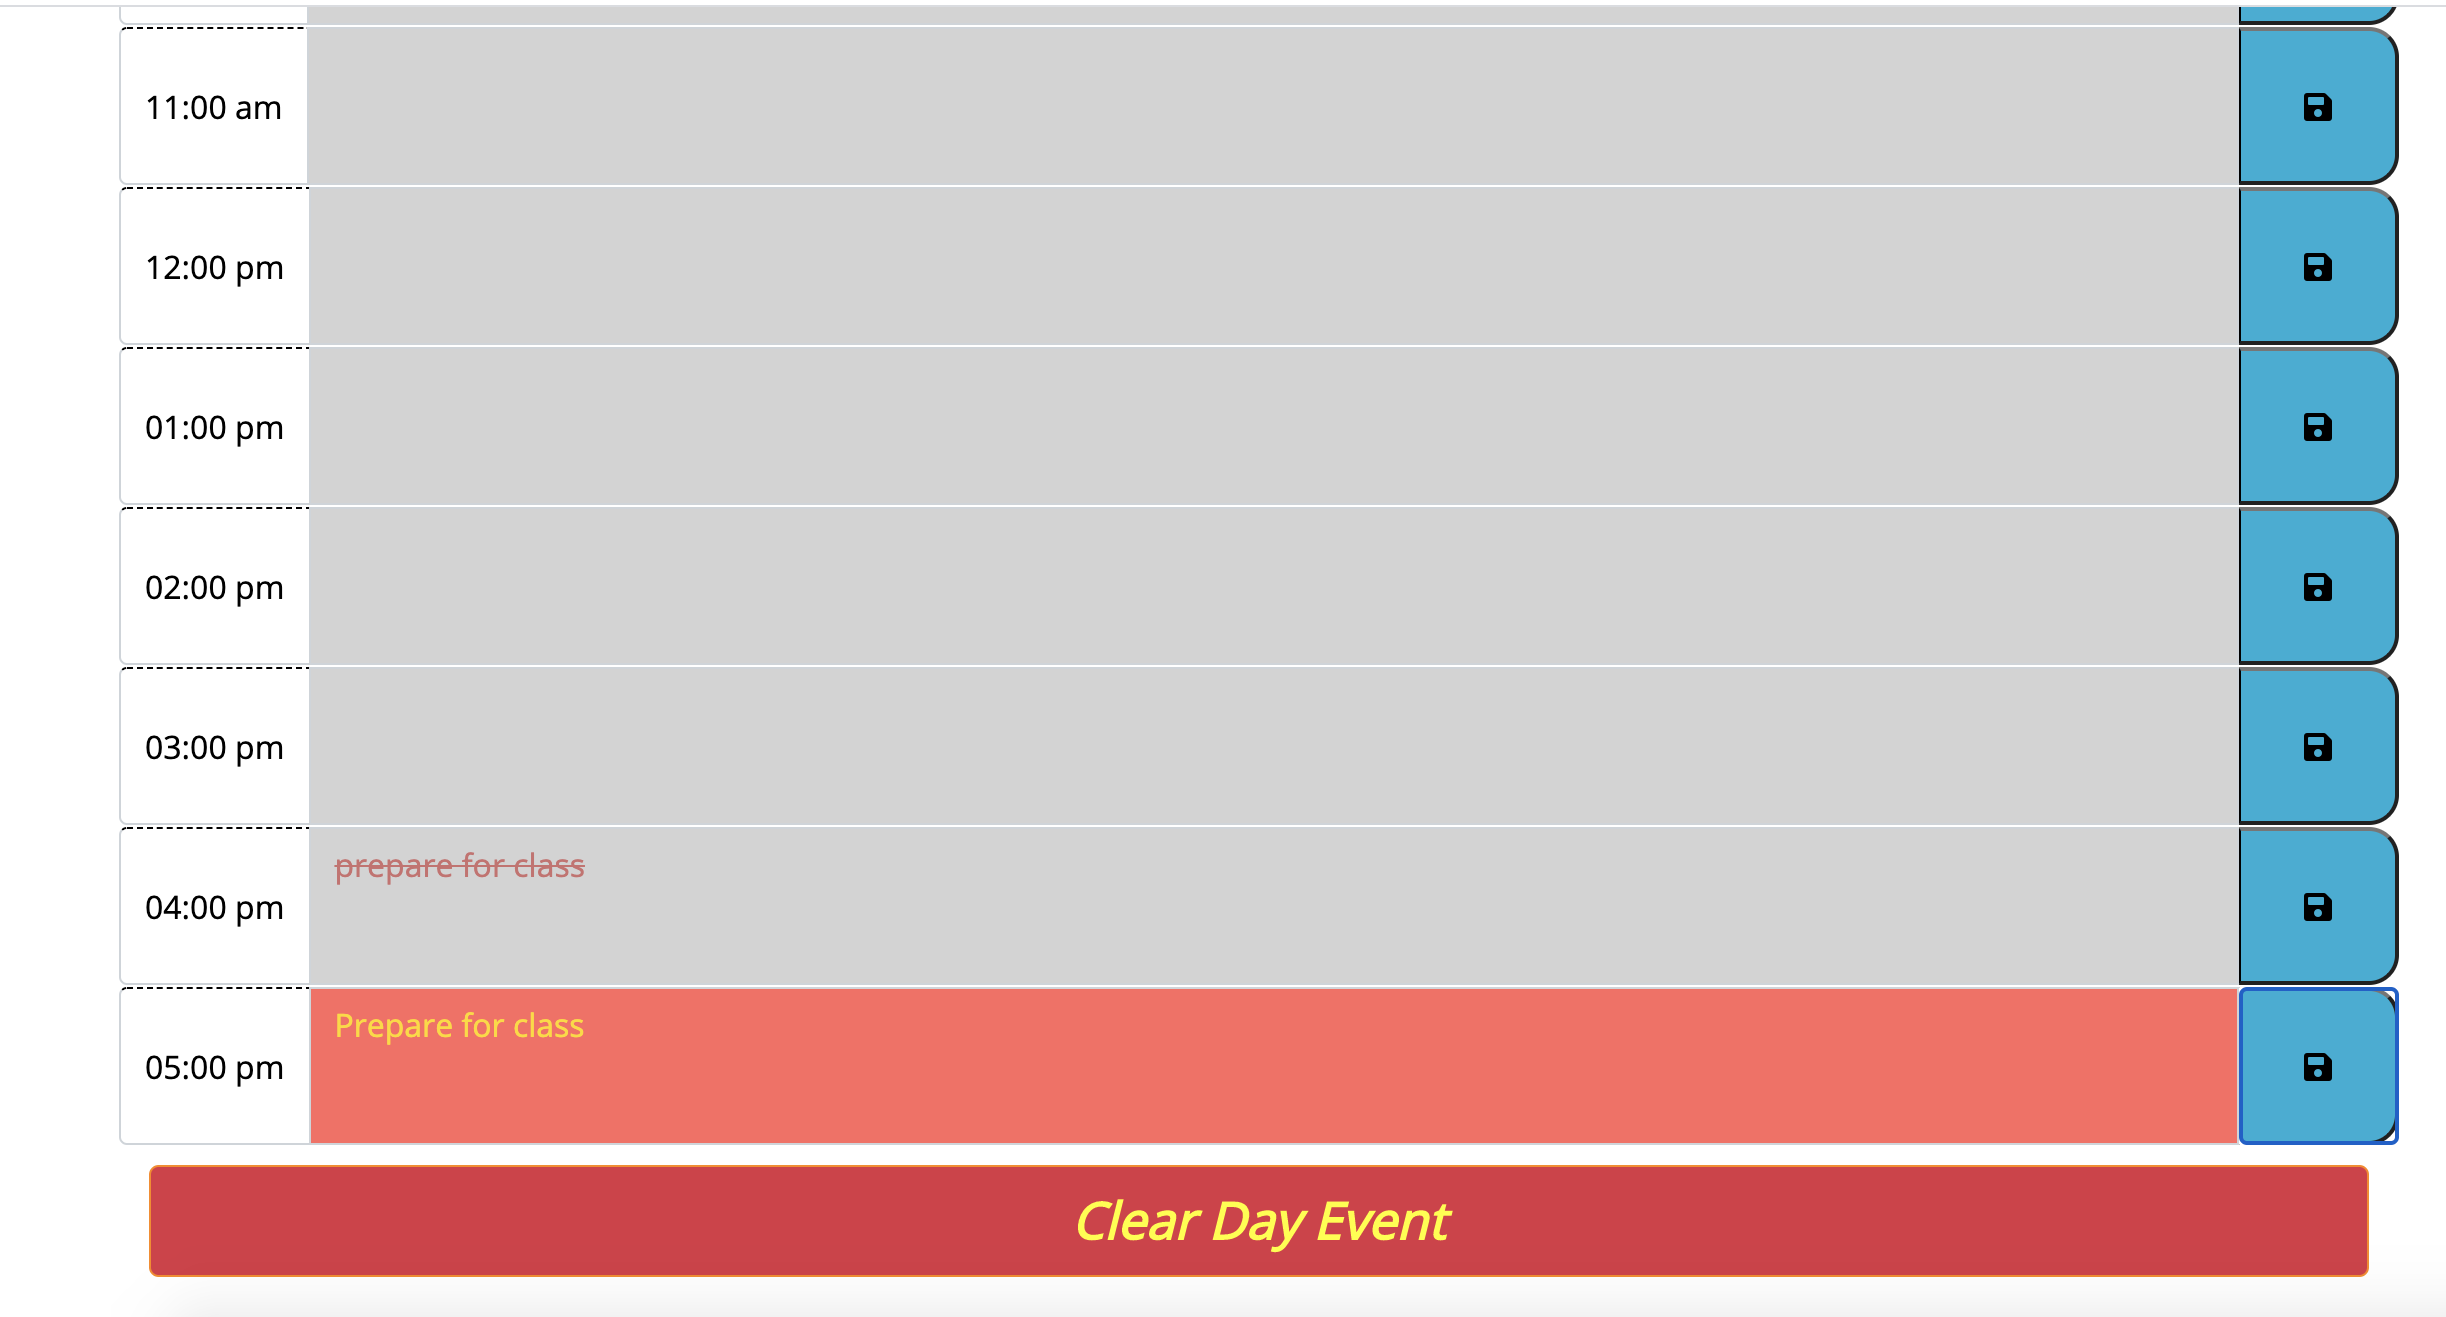 11:00 am
12:00 pm
01:00 pm
02:00 pm
03:00 pm
prepare for class
04:00 pm
Prepare for class
05:00 pm
Clear Day Event